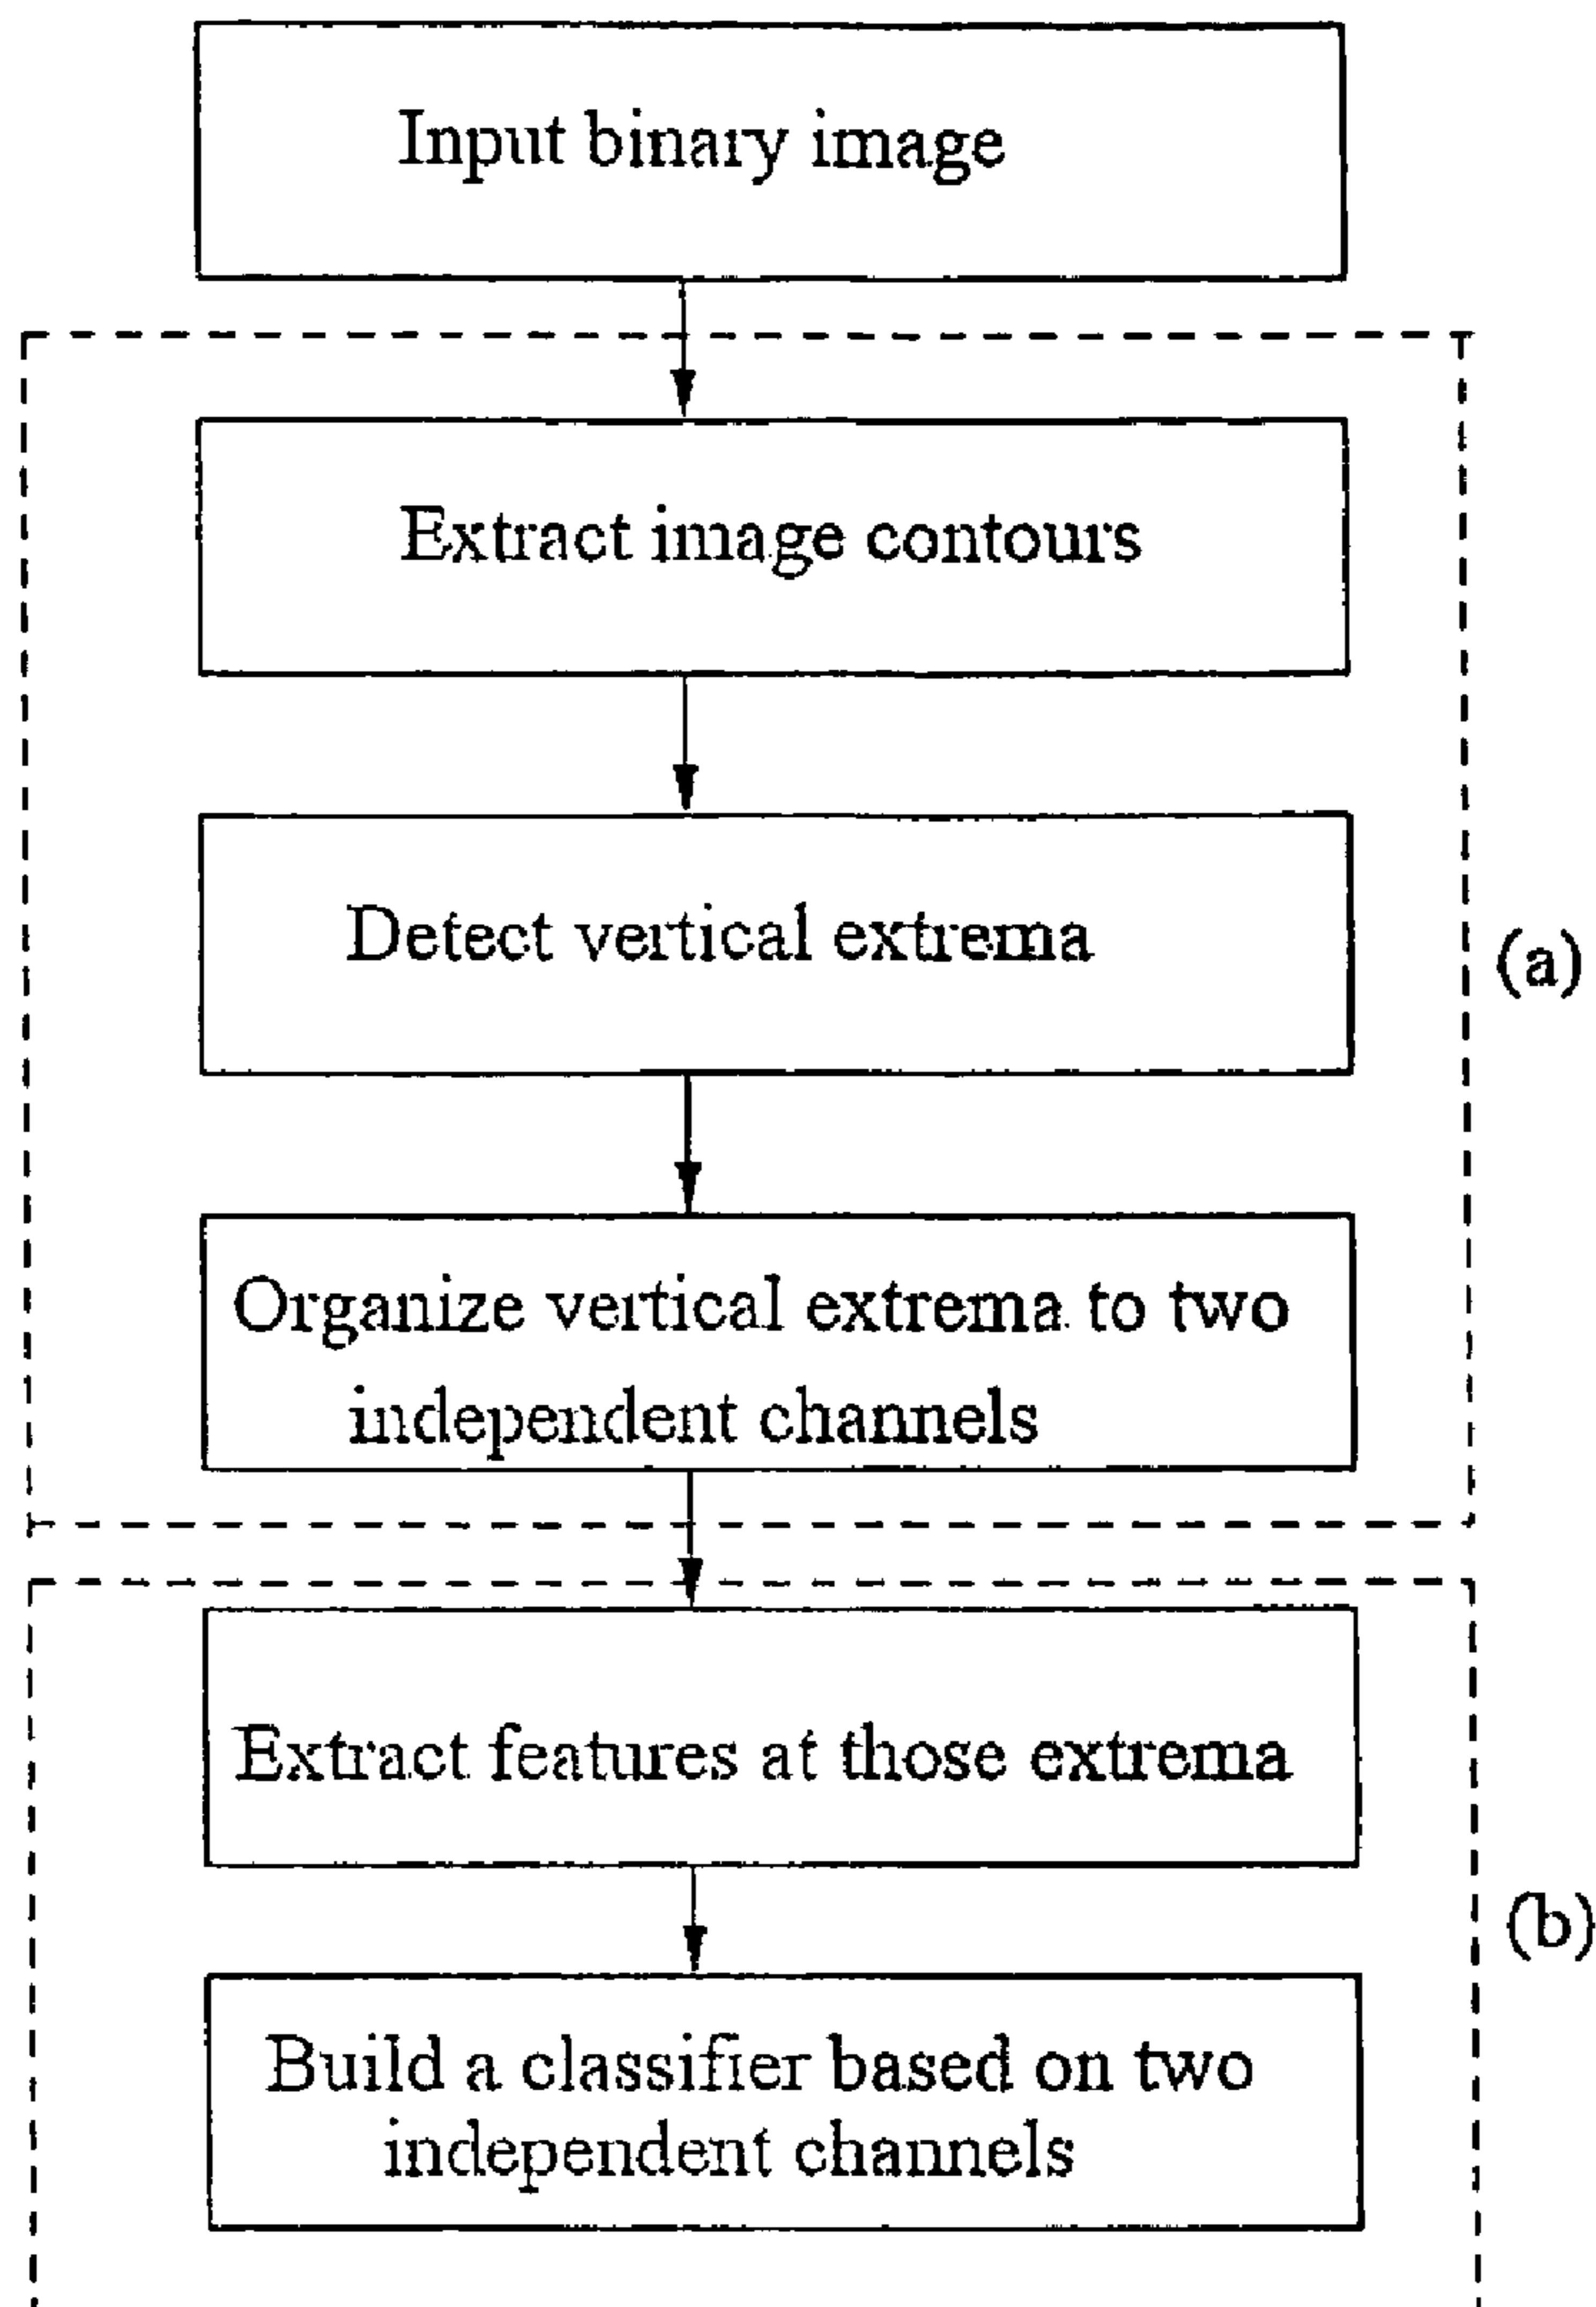 Input binary image
Extract image contours
Detect vertical extrema
(a)
Organize vertical extrema to two
independent channels
Extract features at those extrema
(b)
Build a classifier based on two
independent channels